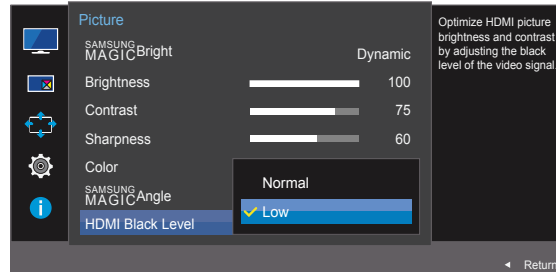 Picture
SAMSUNG
MAGICBright Dynamic
Brightness 100
Contrast 75
Sharpness 60
Color
SAMSUNG
MAGICAngle
HDMI Black Level
Normal
Low
Optimize HDMI picture
brightness and contrast
by adjusting the black
level of the video signal.
Return